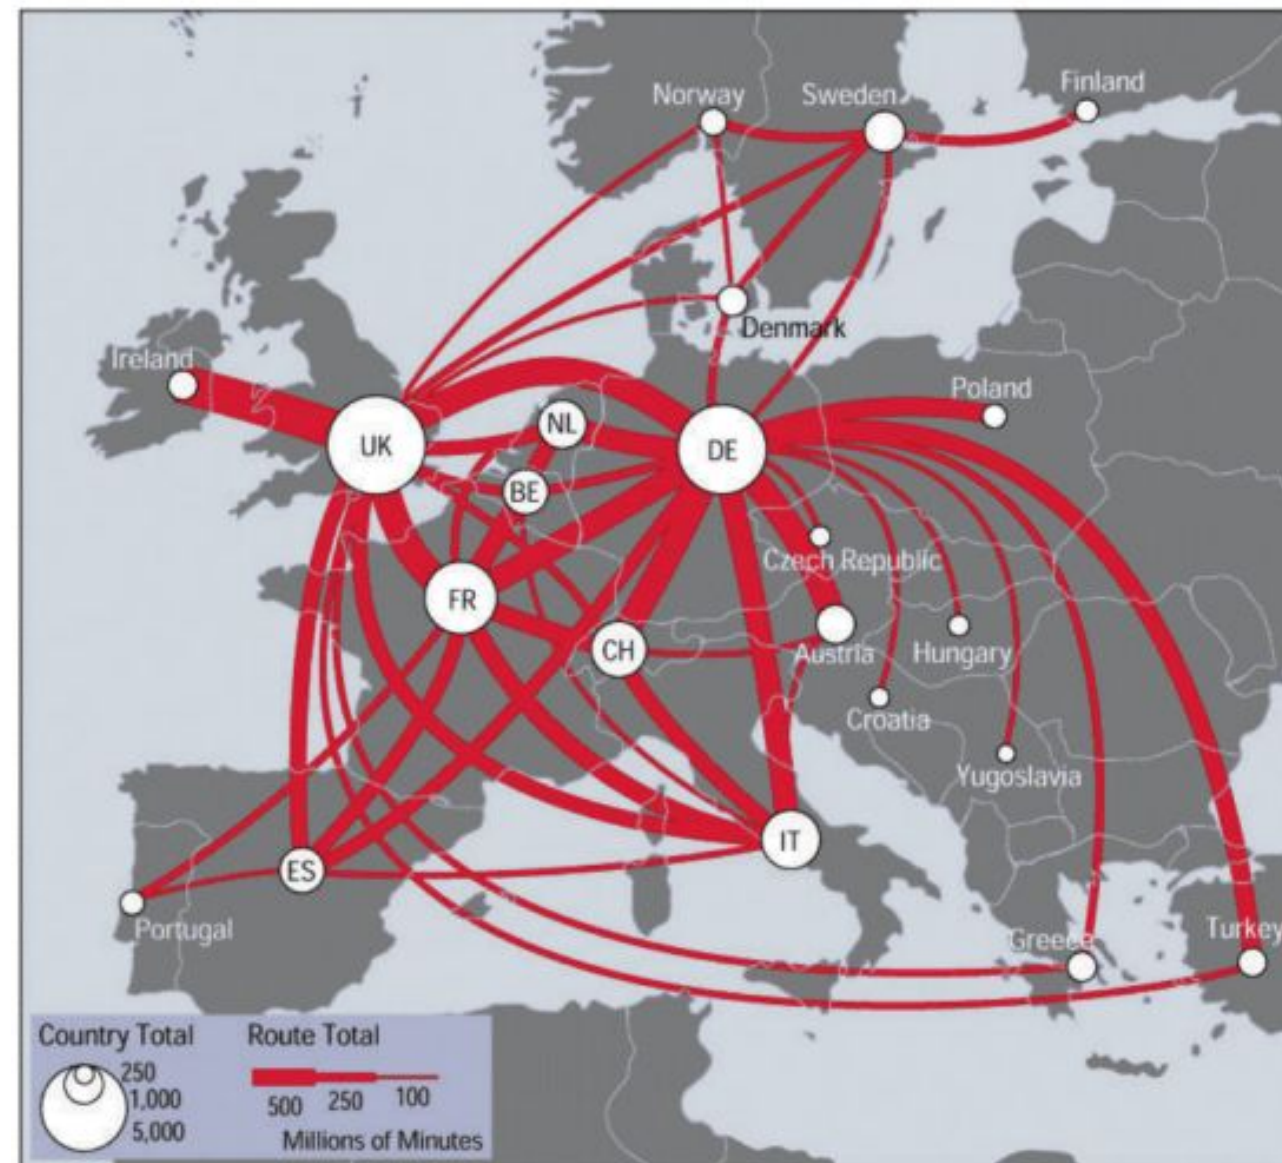 Norway
Sweden
Finland
Denmark
Ireland
Poland
UK
NL
DE
BE
Czech Republic
FR
CH
Austria
Hungary
Croatia
Yugoslavia
IT
ES
Portugal
Greece
Turkey
Country Total
250
1,000
5,000
Route Total
500 250 100
Millions of Minutes